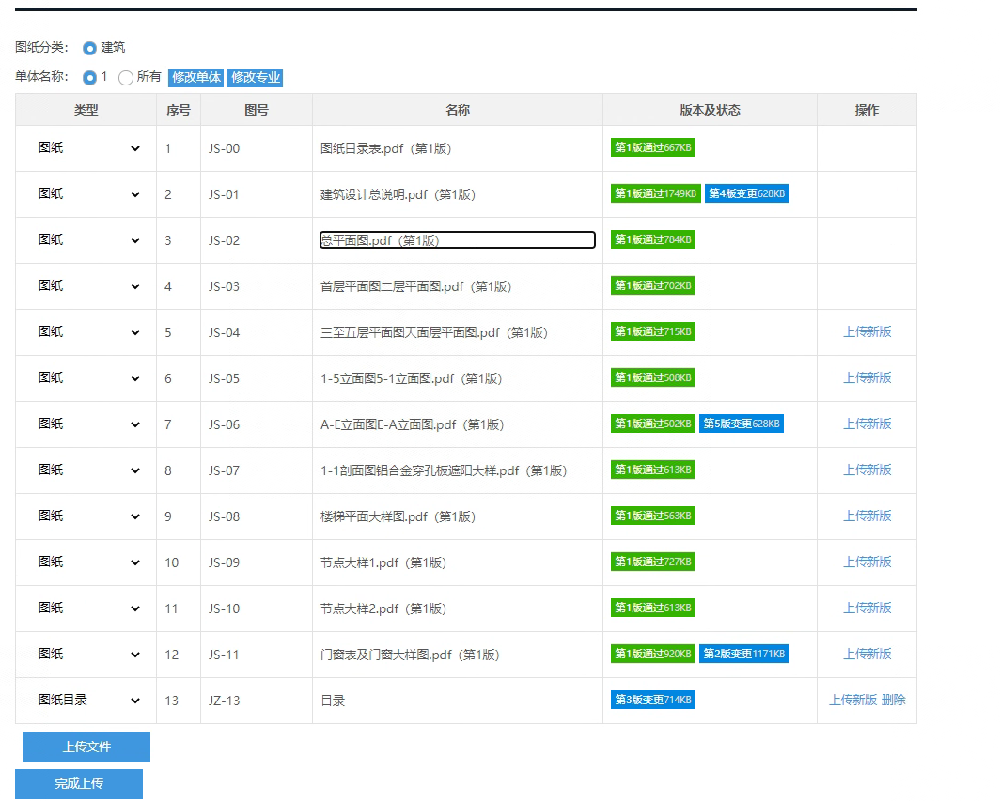 图纸分类： 建筑
单体名称： 1 所有 修改单体 修改专业
类型 序号 图号 名称 版本及状态 操作
图纸 1 JS-00 图纸目录表.pdf（第1版） 第1版通过667KB
图纸 2 JS-01 建筑设计总说明.pdf（第1版） 第1版通过1749KB 第4版变更628KB
图纸 3 JS-02 总平面图.pdf（第1版） 第1版通过784KB
图纸 4 JS-03 首层平面图二层平面图.pdf（第1版） 第1版通过702KB
图纸 5 JS-04 三至五层平面图天面层平面图.pdf（第1版） 第1版通过715KB 上传新版
图纸 6 JS-05 1-5立面图5-1立面图.pdf（第1版） 第1版通过508KB 上传新版
图纸 7 JS-06 A-E立面图E-A立面图.pdf（第1版） 第1版通过502KB 第5版变更628KB 上传新版
图纸 8 JS-07 1-1剖面图铝合金穿孔板遮阳大样.pdf（第1版） 第1版通过613KB 上传新版
图纸 9 JS-08 楼梯平面大样图.pdf（第1版） 第1版通过563KB 上传新版
图纸 10 JS-09 节点大样1.pdf（第1版） 第1版通过727KB 上传新版
图纸 11 JS-10 节点大样2.pdf（第1版） 第1版通过613KB 上传新版
图纸 12 JS-11 门窗表及门窗大样图.pdf（第1版） 第1版通过920KB 第2版变更1171KB 上传新版
图纸目录 13 JZ-13 目录 第3版变更714KB 上传新版 删除
上传文件
完成上传